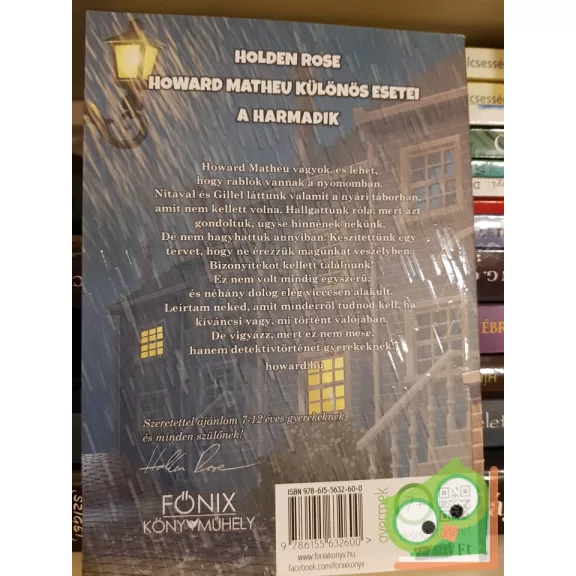 HOLDEN ROSE
HOWARD MATHEU KÜLÖNÖS ESETEI
A HARMADIK
Howard Matheu vagyok, és lehet,
hogy rablók vannak a nyomomban.
Nitával és Gillel láttunk valamit a nyári táborban,
amit nem kellett volna. Hallgattunk róla, mert azt
gondoltuk, úgyse hinnének nekünk.
De nem hagyhattuk annyiban. Készítettünk egy
tervet, hogy ne érezzük magunkat veszélyben.
Bizonyítékot kellett találnunk!
Ez nem volt mindig egyszerű,
és néhány dolog elég viccesen alakult.
Leírtam neked, amit minderről tudnod kell, ha
kíváncsi vagy, mi történt valójában.
De vigyázz, mert ez nem mese,
hanem detektívtörténet gyerekeknek!
howard.hu
Szeretettel ajánlom 7-12 éves gyerekeknek
és minden szülőnek!
Holden Rose
FŐNIX
KÖNYVMŰHELY
ISBN 978-615-5632-60-0
9 786155 632600 >
www.fonixkonyv.hu
facebook.com/fonixkonyv
gyermek